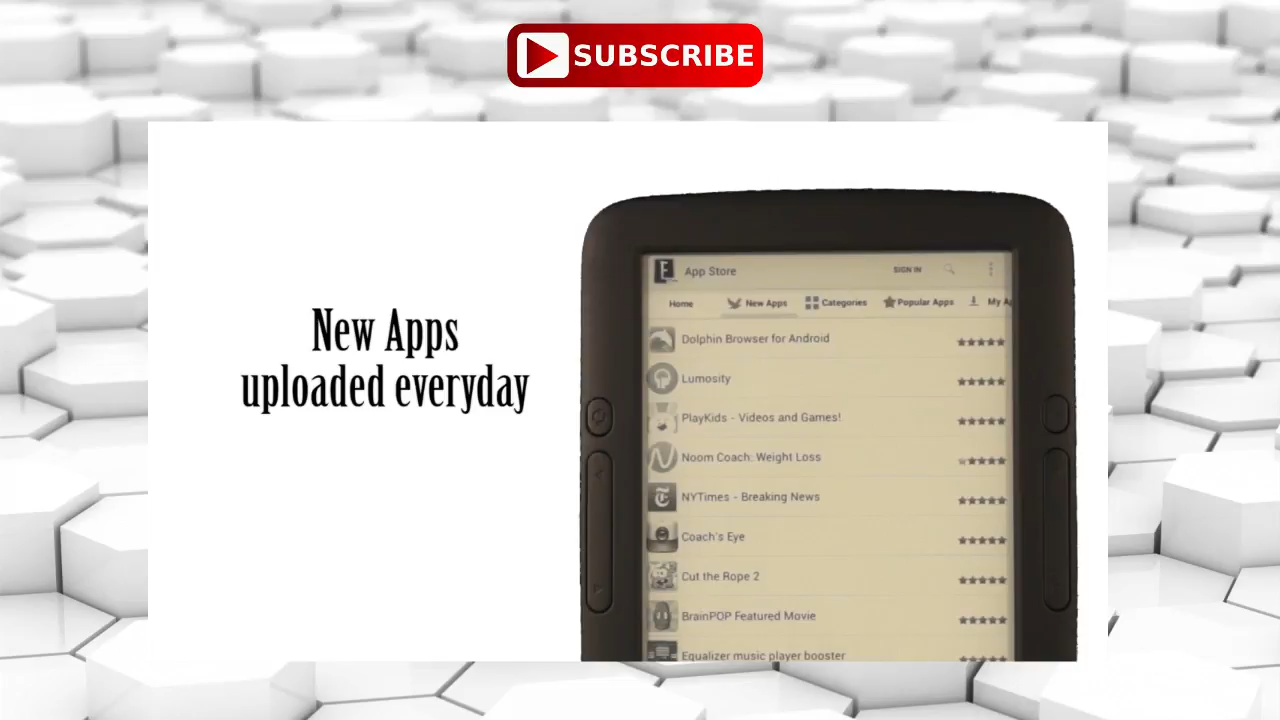 SUBSCRIBE
New Apps
uploaded everyday
App Store
SIGN IN
Home
New Apps
Categories
Popular Apps
My Ap
Dolphin Browser for Android
Lumosity
PlayKids - Videos and Games!
Noom Coach: Weight Loss
NYTimes - Breaking News
Coach's Eye
Cut the Rope 2
BrainPOP Featured Movie
Equalizer music player booster